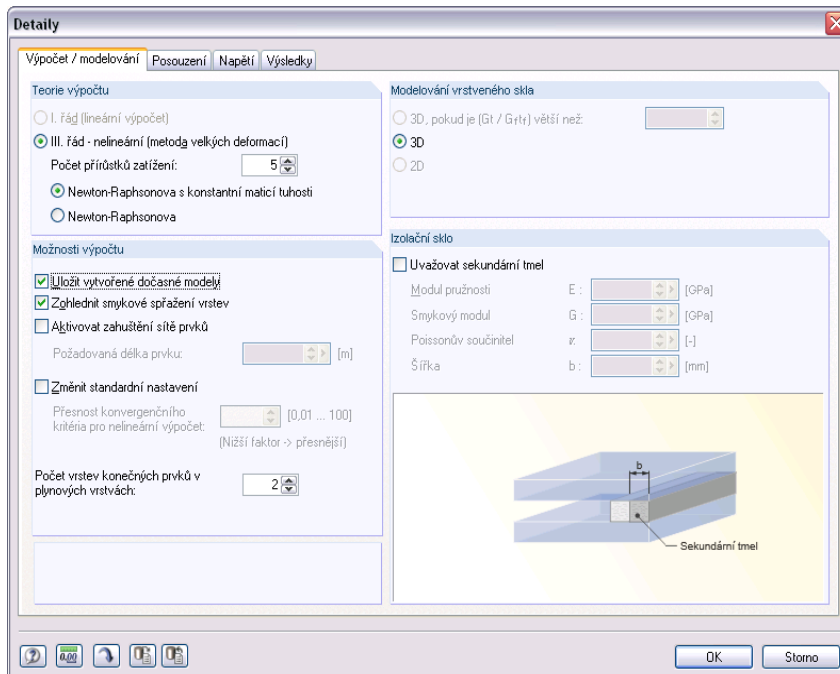 Detaily
Výpočet / modelování
Posouzení
Napětí
Výsledky
Teorie výpočtu
I. řád (lineární výpočet)
III. řád - nelineární (metoda velkých deformací)
Počet přírůstků zatížení:
5
Newton-Raphsonova s konstantní maticí tuhosti
Newton-Raphsonova
Možnosti výpočtu
Uložit vytvořené dočasné modely
Zohlednit smykové spřažení vrstev
Aktivovat zahuštění sítě prvků
Požadovaná délka prvku:
[m]
Změnit standardní nastavení
Přesnost konvergenčního
kritéria pro nelineární výpočet:
[0,01 ... 100]
(Nižší faktor -> přesnější)
Počet vrstev konečných prvků v
plynových vrstvách:
2
Modelování vrstveného skla
3D, pokud je (Gt / Gftf) větší než:
3D
2D
Izolační sklo
Uvažovat sekundární tmel
Modul pružnosti E : [GPa]
Smykový modul G : [GPa]
Poissonův součinitel ν: [-]
Šířka b : [mm]
b
Sekundární tmel
0,00
OK
Storno